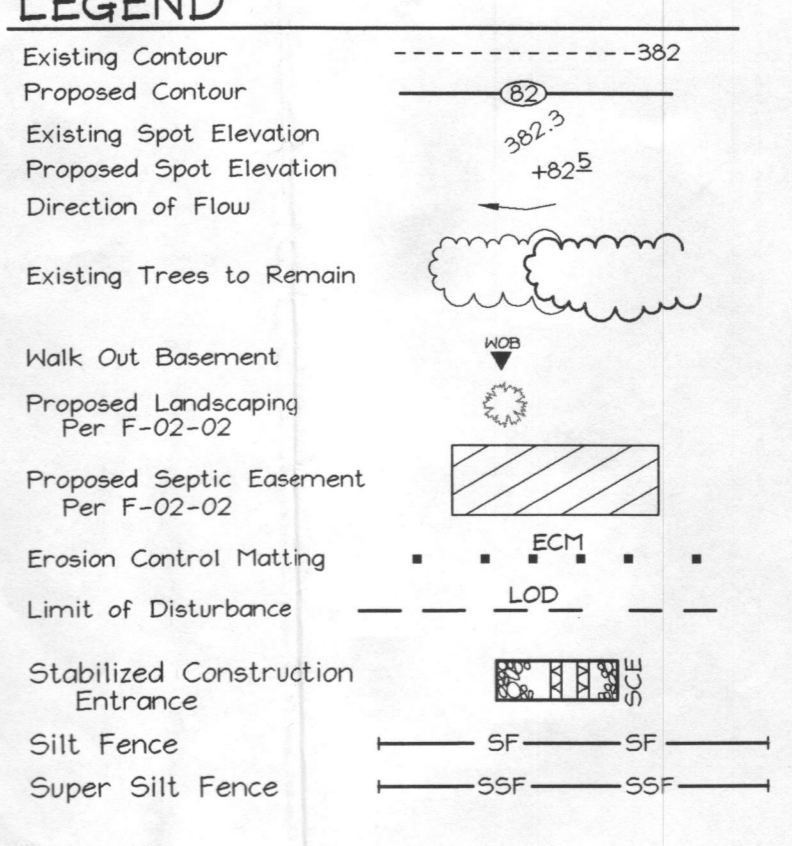 LEGEND
Existing Contour 382
Proposed Contour 82
Existing Spot Elevation 382.3
Proposed Spot Elevation +82 5
Direction of Flow
Existing Trees to Remain
Walk Out Basement WOB
Proposed Landscaping
Per F-02-02
Proposed Septic Easement
Per F-02-02
Erosion Control Matting ECM
Limit of Disturbance LOD
Stabilized Construction
Entrance SCE
Silt Fence SF SF
Super Silt Fence SSF SSF